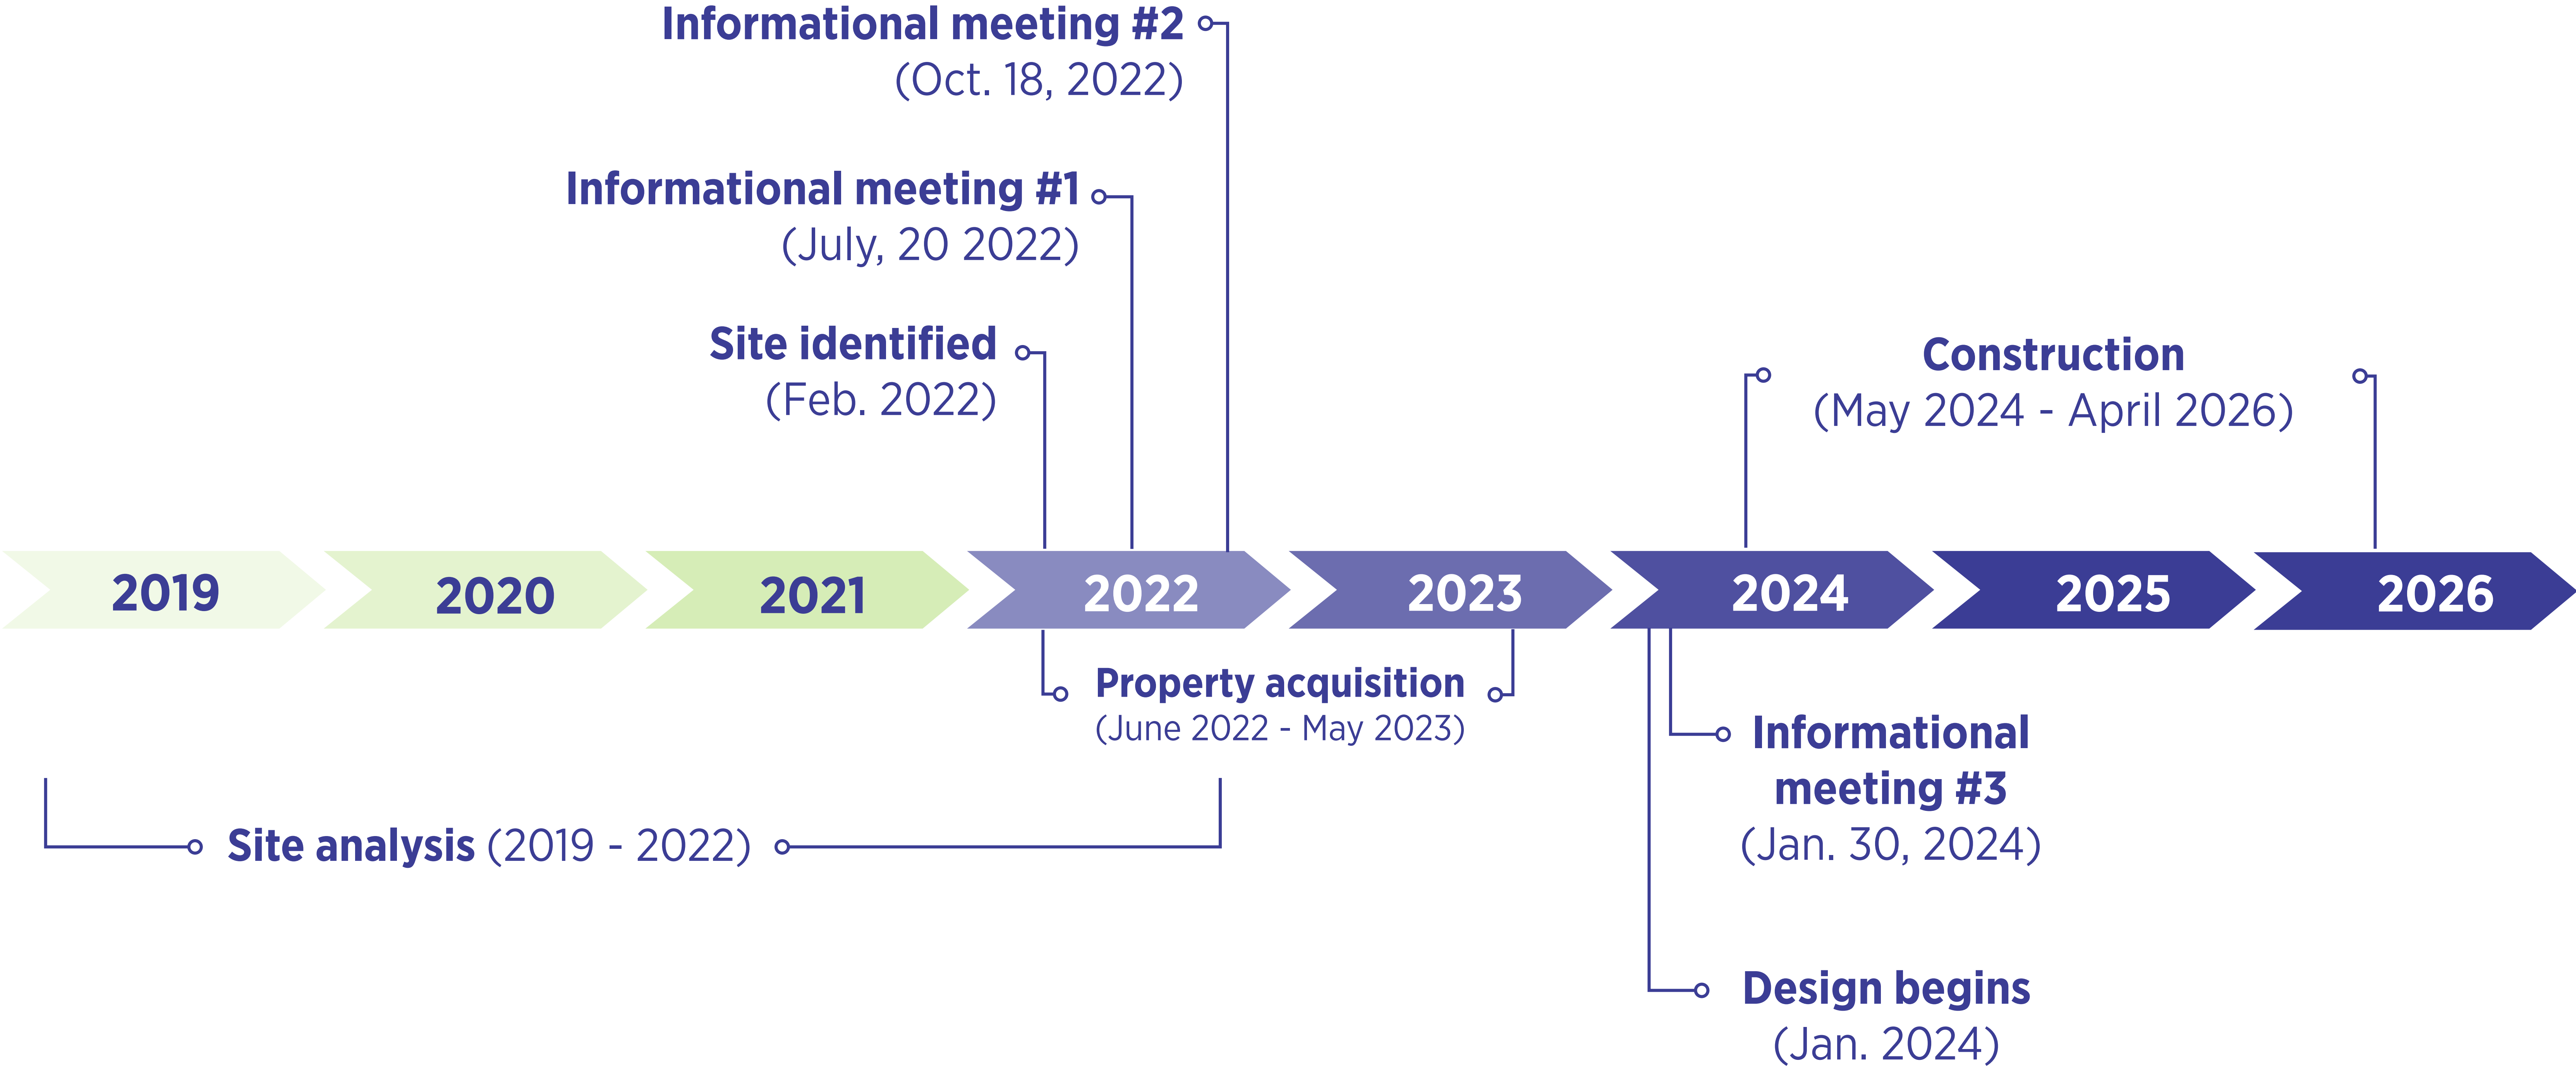 Informational meeting #2
(Oct. 18, 2022)
Informational meeting #1
(July, 20 2022)
Site identified
(Feb. 2022)
Construction
(May 2024 - April 2026)
2019
2020
2021
2022
2023
2024
2025
2026
Property acquisition
(June 2022 - May 2023)
Site analysis (2019 - 2022)
Informational
meeting #3
(Jan. 30, 2024)
Design begins
(Jan. 2024)